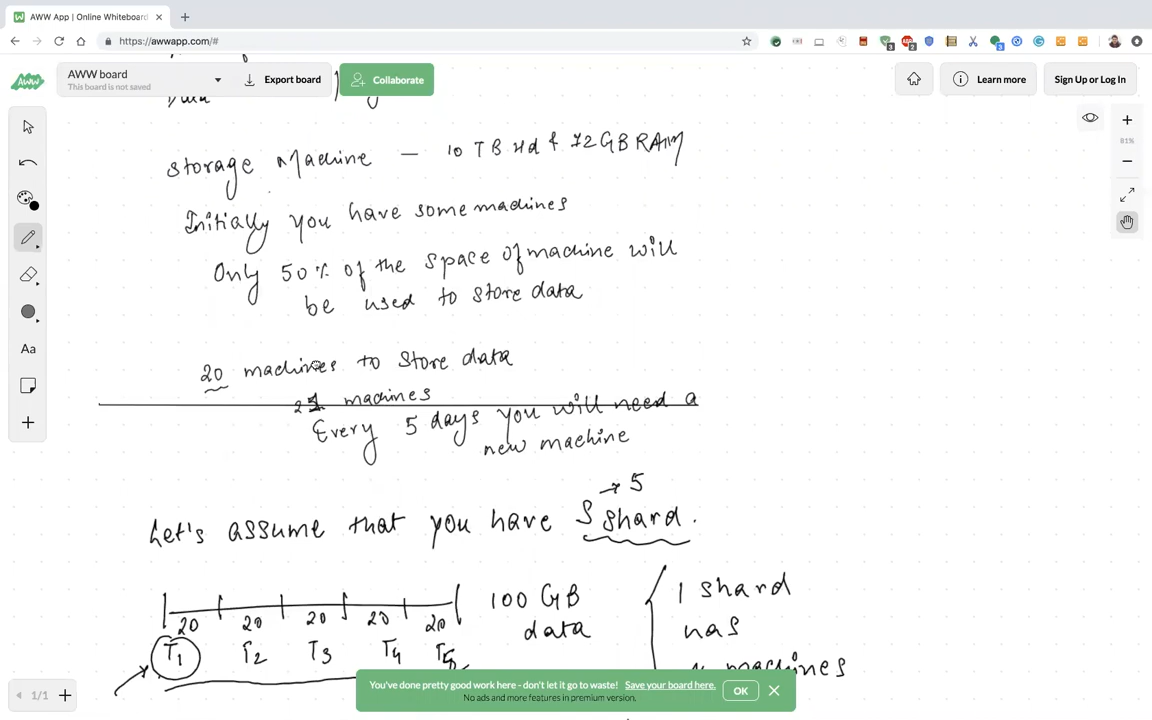 AWW App | Online Whiteboard
https://awwapp.com/#
3
2
3
AWW
AWW board
This board is not saved
Export board
Collaborate
Learn more
Sign Up or Log In
81%
storage Machine — 10 TB Hd & 72 GB RAM
Initially you have some machines
Only 50% of the space of machine will
be used to store data
20 machines to store data
machines
Every 5 days you will need a
new machine
→ 5
Let's assume that you have S shard.
20 20 20 20 20
T1 T2 T3 T4 T5
100 GB
data
1 shard
has
machines
Aa
1/1
You've done pretty good work here - don't let it go to waste! Save your board here.
No ads and more features in premium version.
OK